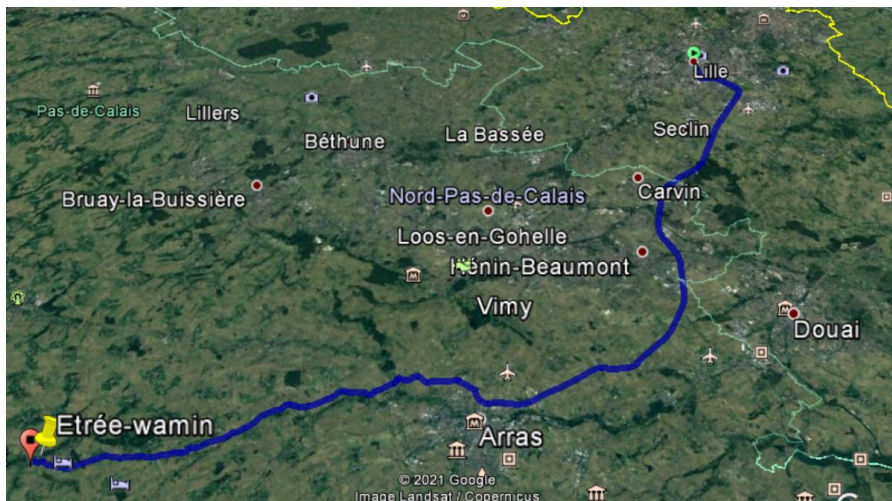 Lille
Pas-de-Calais
Lillers
Béthune
La Bassée
Seclin
Bruay-la-Buissière
Nord-Pas-de-Calais
Carvin
Loos-en-Gohelle
Hénin-Beaumont
Vimy
Douai
Etrée-wamin
Arras
© 2021 Google
Image Landsat / Copernicus